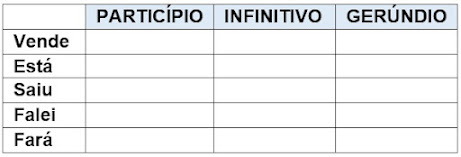 PARTICÍPIO INFINITIVO GERÚNDIO
Vende
Está
Saiu
Falei
Fará